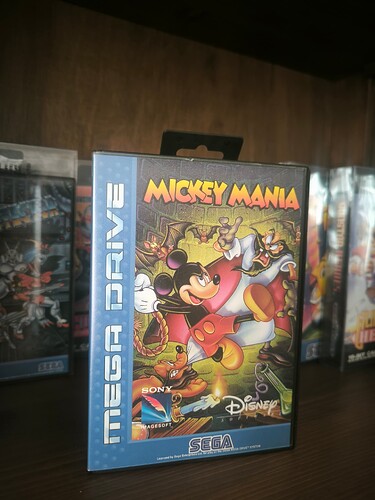 MICKEY MANIA
MEGA DRIVE
SONY
IMAGESOFT
Disney
SEGA
SEGA